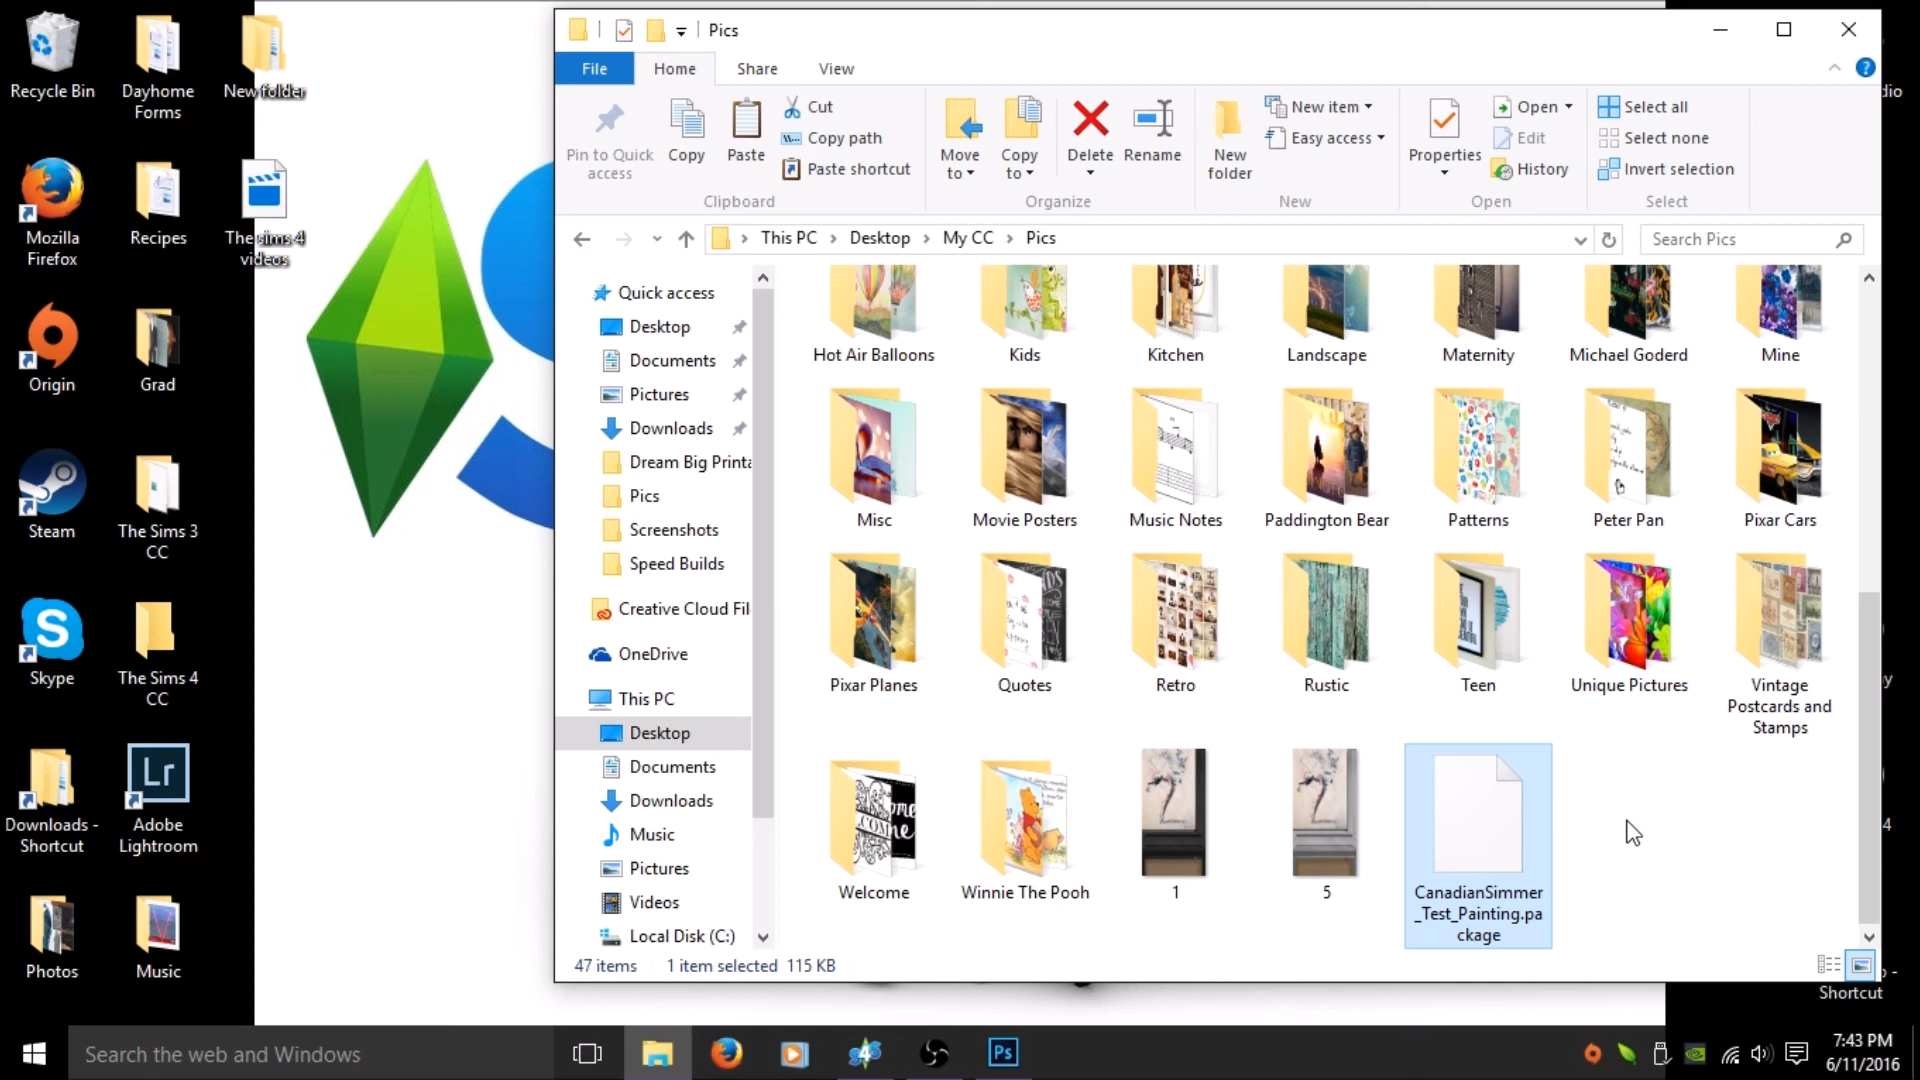 Recycle Bin
Dayhome
Forms
New folder
Mozilla
Firefox
Recipes
The sims 4
videos
Origin
Grad
Steam
The Sims 3
CC
S
Skype
The Sims 4
CC
Lr
Downloads -
Shortcut
Adobe
Lightroom
Photos
Music
Pics
File
Home
Share
View
?
Pin to Quick
access
Copy
Paste
Cut
Copy path
Paste shortcut
Clipboard
Move
to
Copy
to
Delete
Rename
Organize
New
folder
New item
Easy access
New
Properties
Open
Edit
History
Open
Select all
Select none
Invert selection
Select
This PC
Desktop
My CC
Pics
Search Pics
Quick access
Desktop
Documents
Pictures
Downloads
Dream Big Printa
Pics
Screenshots
Speed Builds
Creative Cloud Fil
OneDrive
This PC
Desktop
Documents
Downloads
Music
Pictures
Videos
Local Disk (C:)
Hot Air Balloons
Kids
Kitchen
Landscape
Maternity
Michael Goderd
Mine
Misc
Movie Posters
Music Notes
Paddington Bear
Patterns
Peter Pan
Pixar Cars
Pixar Planes
Quotes
Retro
Rustic
Teen
Unique Pictures
Vintage
Postcards and
Stamps
Welcome
Winnie The Pooh
1
5
CanadianSimmer
_Test_Painting.pa
ckage
47 items
1 item selected 115 KB
dio
4
Shortcut
Search the web and Windows
Ps
7:43 PM
6/11/2016